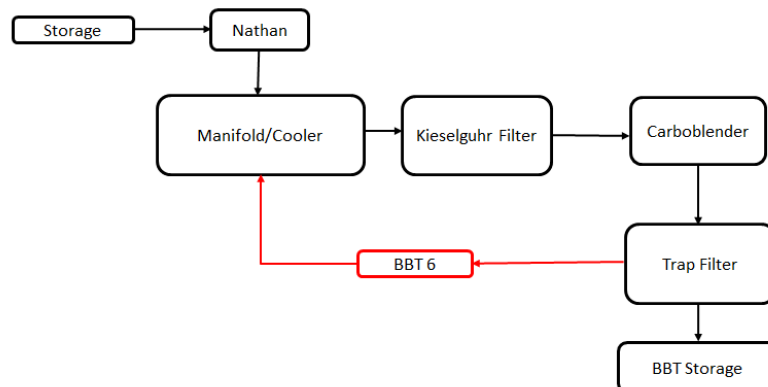 Storage
Nathan
Manifold/Cooler
Kieselguhr Filter
Carboblender
BBT 6
Trap Filter
BBT Storage